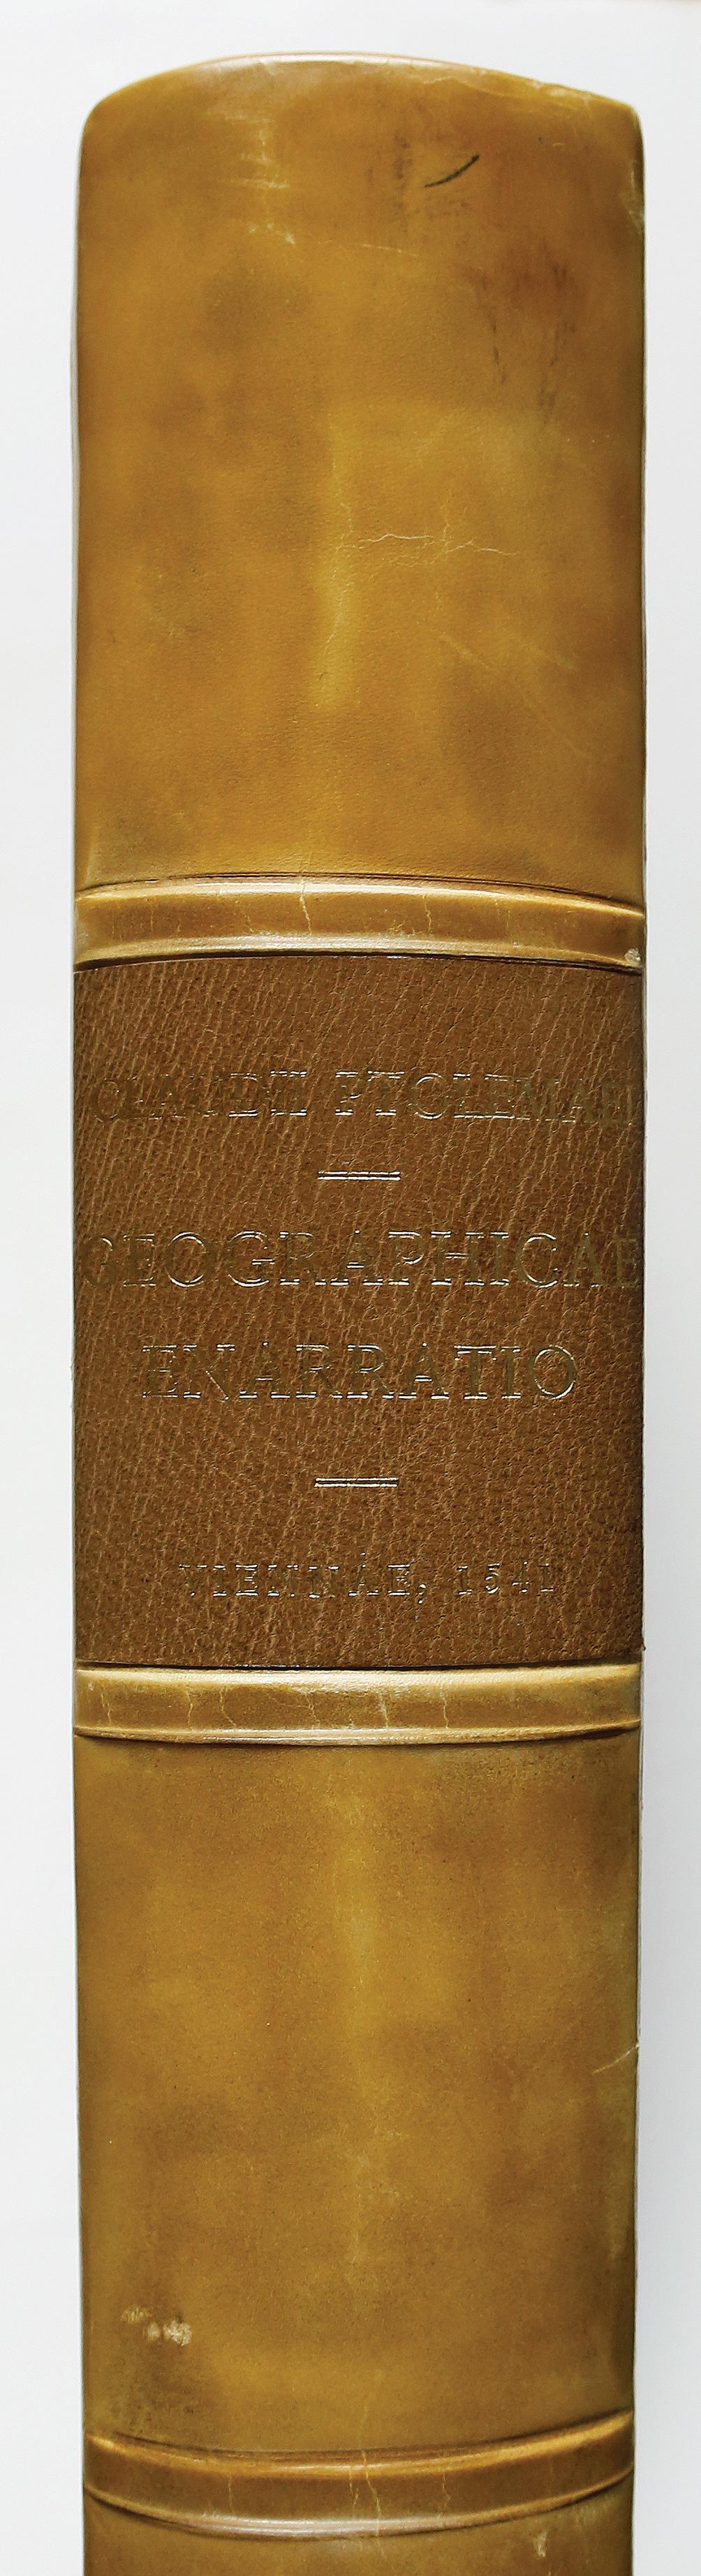 CLAUDII PTOLEMAEI
GEOGRAPHICAE
ENARRATIO
VIENNAE, 1541